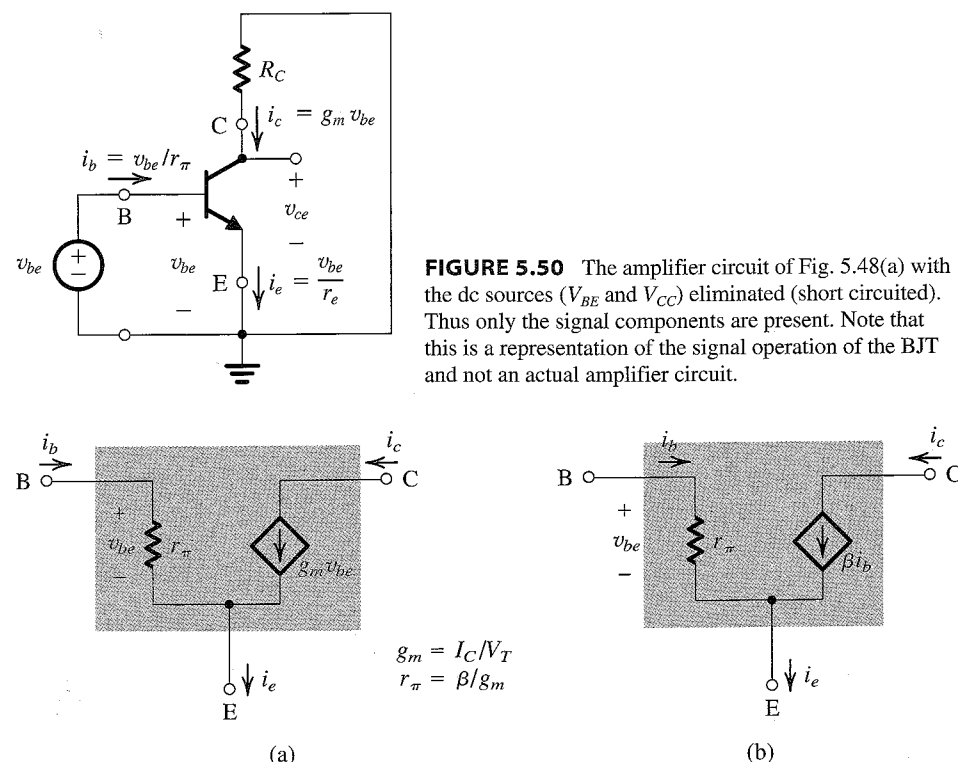 R_C
C
i_c = g_m v_be
i_b = v_be/r_π
B
+
+
v_ce
−
v_be
+
−
v_be
E
i_e = v_be/r_e
−
FIGURE 5.50 The amplifier circuit of Fig. 5.48(a) with
the dc sources (V_BE and V_CC) eliminated (short circuited).
Thus only the signal components are present. Note that
this is a representation of the signal operation of the BJT
and not an actual amplifier circuit.
i_b
i_c
B
C
+
v_be
−
r_π
g_m v_be
i_e
E
(a)
g_m = I_C/V_T
r_π = β/g_m
i_b
i_c
B
C
+
v_be
−
r_π
βi_b
i_e
E
(b)